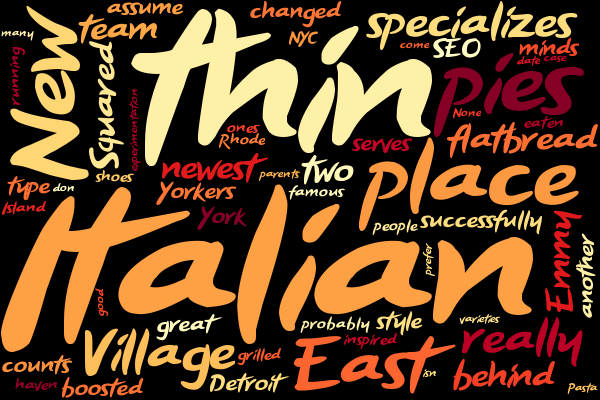 many
assume
changed
specializes
team
NYC
come
SEO
minds
date
case
running
New
Squared
thin
pies
None
eaten
experimentation
ones
Rhode
serves
flatbread
shoes
newest
parents
two
place
type
don
Yorkers
famous
Island
York
people
successfully
Emmy
another
Italian
prefer
good
great
probably
style
varieties
inspired
really
counts
Village
grilled
East
isn
behind
haven
boosted
Detroit
Pasta